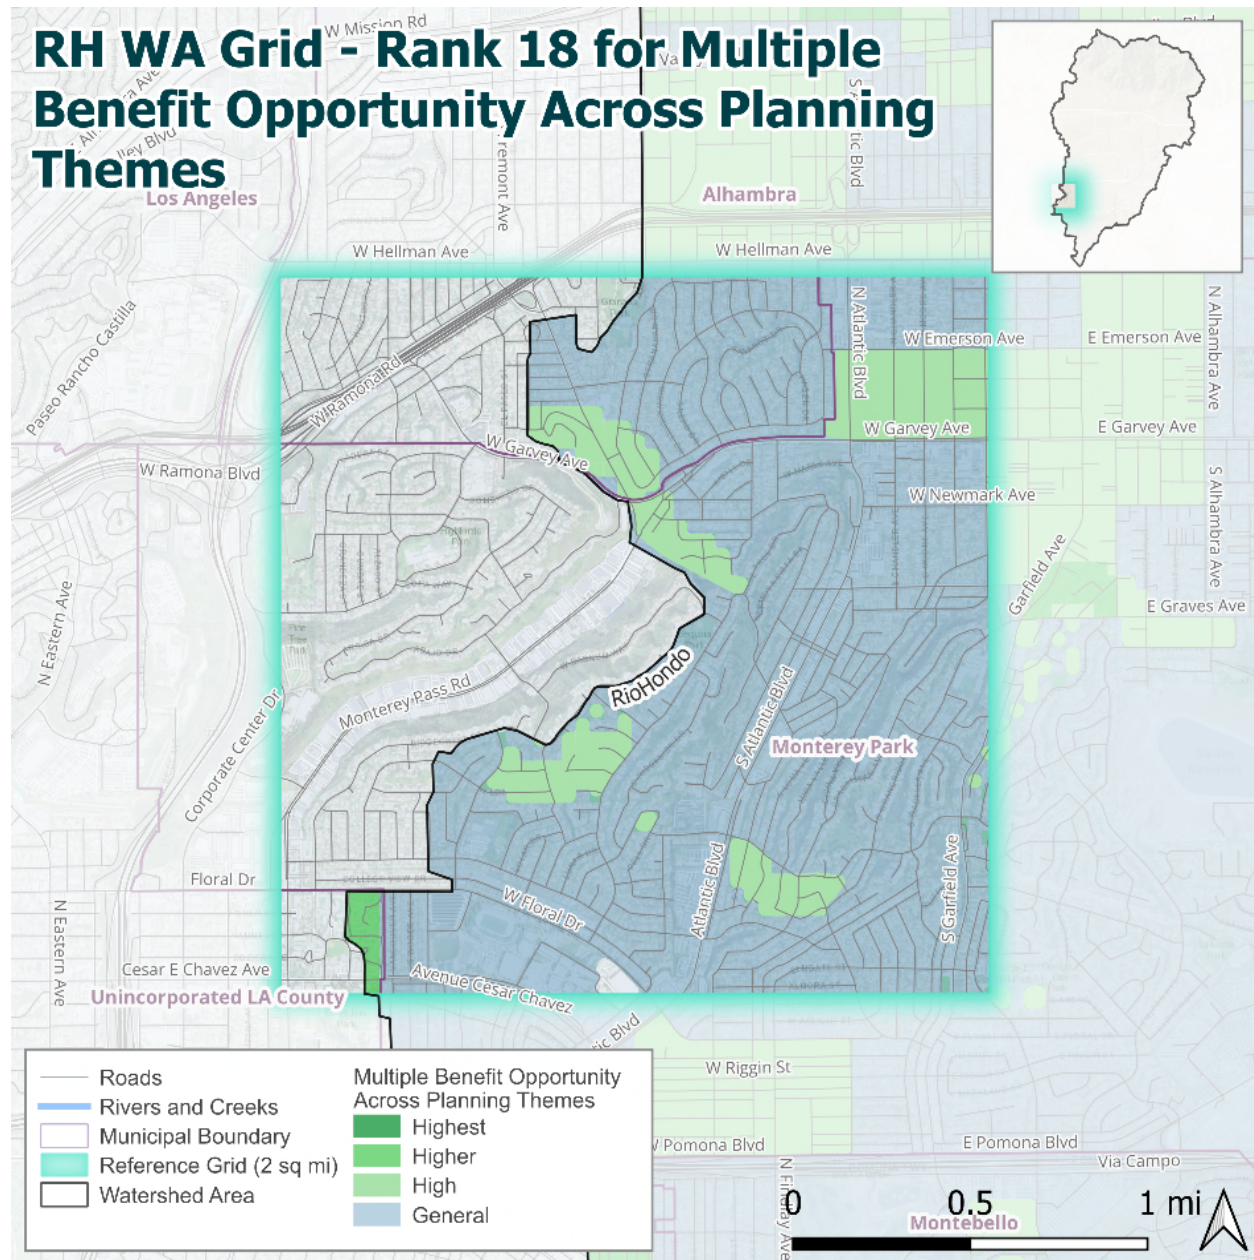 RH WA Grid - Rank 18 for Multiple
Benefit Opportunity Across Planning
Themes
W Mission Rd
Los Angeles
Alhambra
W Hellman Ave
W Hellman Ave
Paseo Rancho Castilla
W Ramona Rd
N Atlantic Blvd
W Emerson Ave
E Emerson Ave
N Alhambra Ave
W Garvey Ave
E Garvey Ave
W Garvey Ave
W Ramona Blvd
W Newmark Ave
S Alhambra Ave
Garfield Ave
E Graves Ave
N Eastern Ave
Monterey Pass Rd
RioHondo
S Atlantic Blvd
Monterey Park
Corporate Center Dr
Floral Dr
W Floral Dr
Atlantic Blvd
S Garfield Ave
N Eastern Ave
Cesar E Chavez Ave
Avenue Cesar Chavez
Unincorporated LA County
tic Blvd
W Riggin St
W Pomona Blvd
E Pomona Blvd
Via Campo
N Findlay Ave
Montebello
Roads
Rivers and Creeks
Municipal Boundary
Reference Grid (2 sq mi)
Watershed Area
Multiple Benefit Opportunity
Across Planning Themes
Highest
Higher
High
General
0 0.5 1 mi